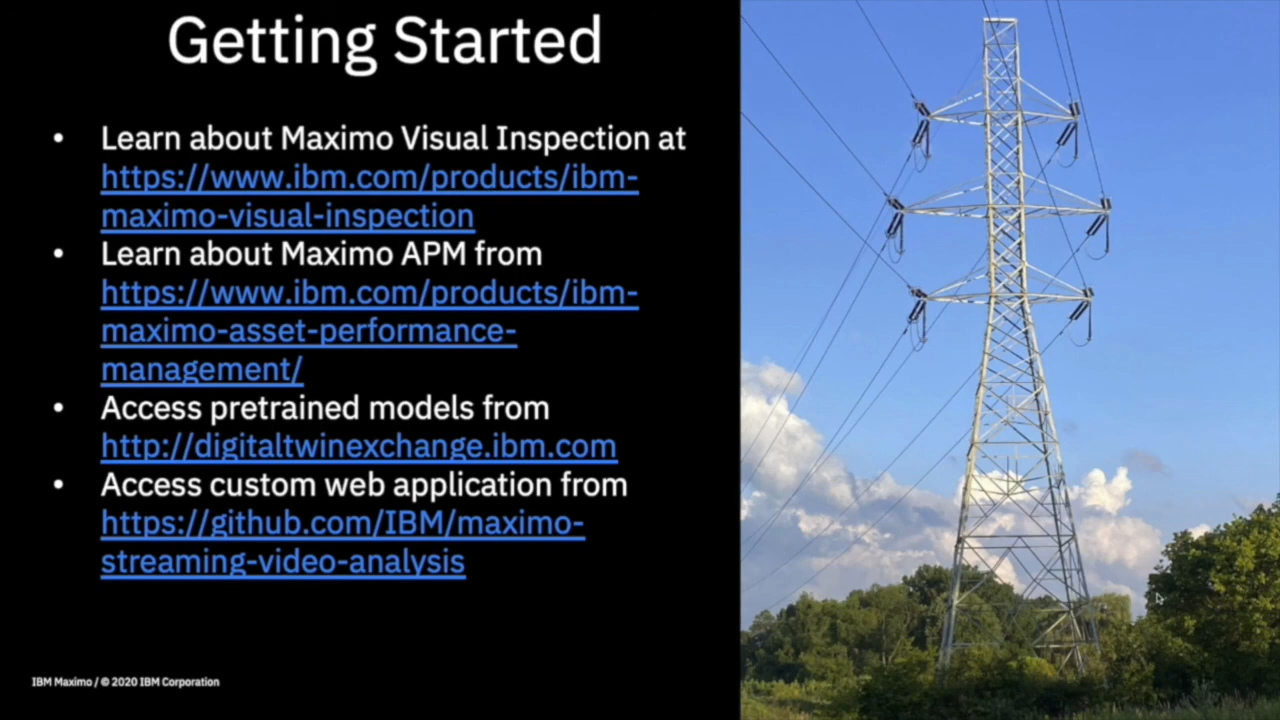 Getting Started
• Learn about Maximo Visual Inspection at
https://www.ibm.com/products/ibm-
maximo-visual-inspection
• Learn about Maximo APM from
https://www.ibm.com/products/ibm-
maximo-asset-performance-
management/
• Access pretrained models from
http://digitaltwinexchange.ibm.com
• Access custom web application from
https://github.com/IBM/maximo-
streaming-video-analysis
IBM Maximo / © 2020 IBM Corporation